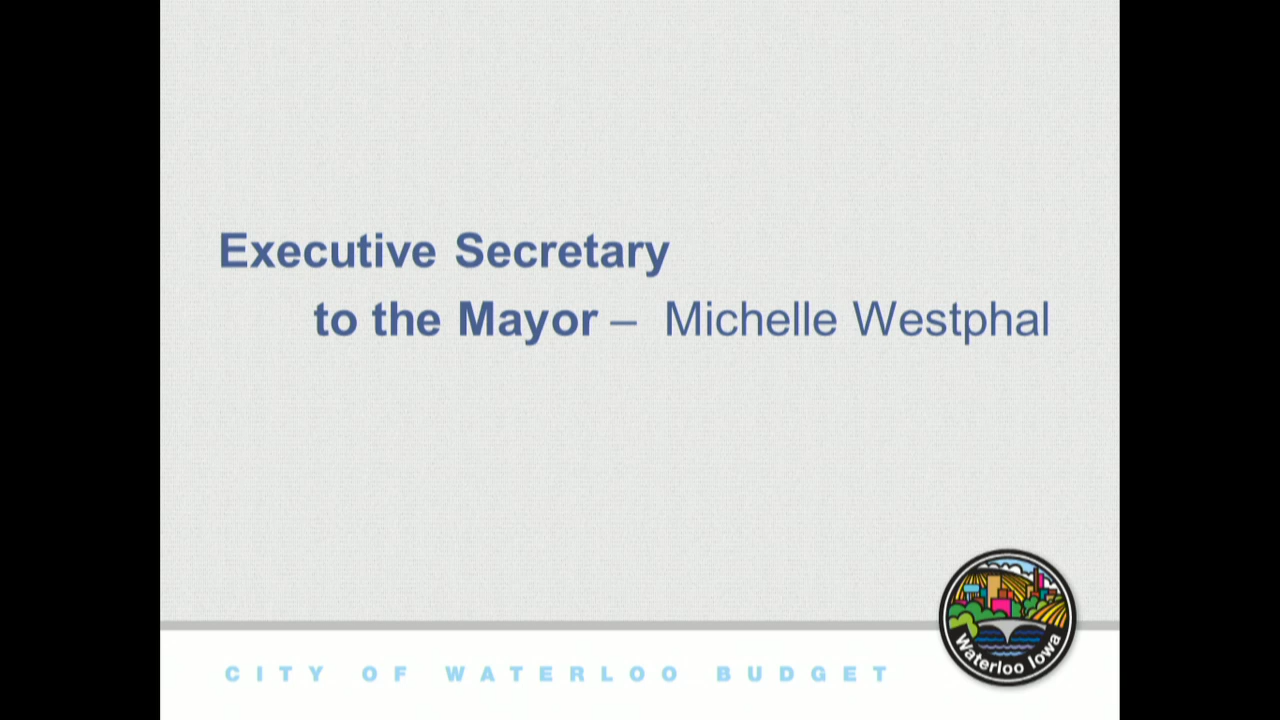 Executive Secretary
to the Mayor – Michelle Westphal
Waterloo Iowa
CITY OF WATERLOO BUDGET